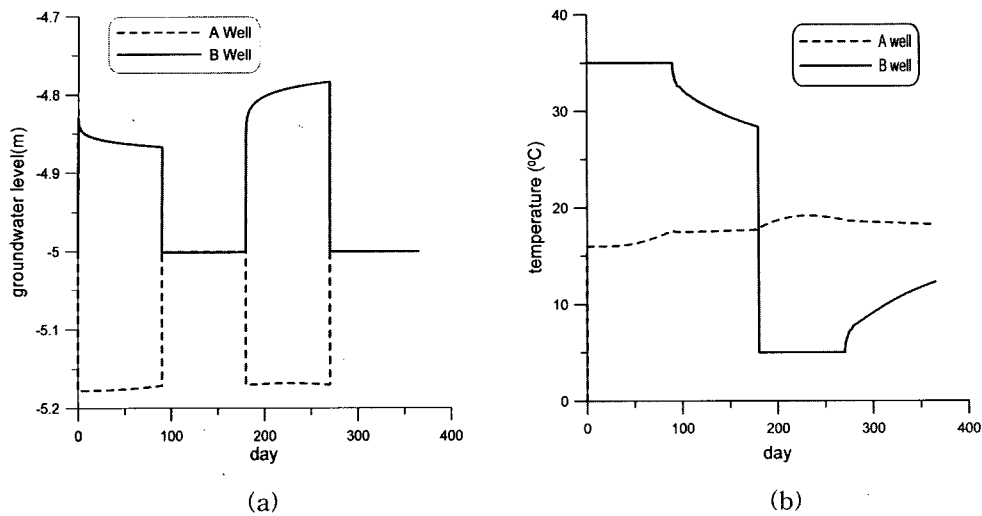 -4.7
-4.8
-4.9
-5
-5.1
-5.2
groundwater level(m)
A Well
B Well
0
100
200
300
400
day
(a)
40
30
20
10
0
temperature (ºC)
A well
B well
0
100
200
300
400
day
(b)